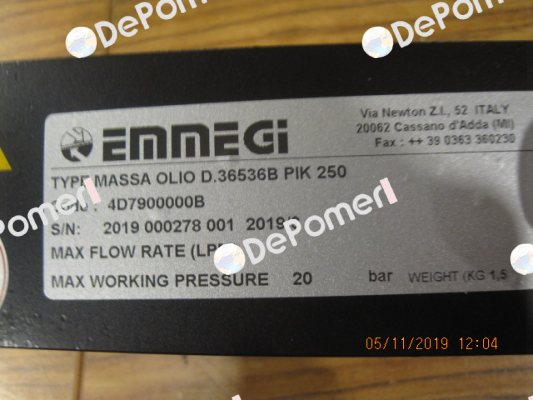 DePomeri
DePomeri
EMMEGI
Via Newton Z.I., 52 ITALY
20062 Cassano d'Adda (MI)
Fax : ++ 39 0363 360230
TYPE MASSA OLIO D.36536B PIK 250
: 4D7900000B
S/N: 2019 000278 001
MAX FLOW RATE
MAX WORKING PRESSURE 20 bar WEIGHT (KG 1,5
DePomeri
DePomeri
05/11/2019 12:04